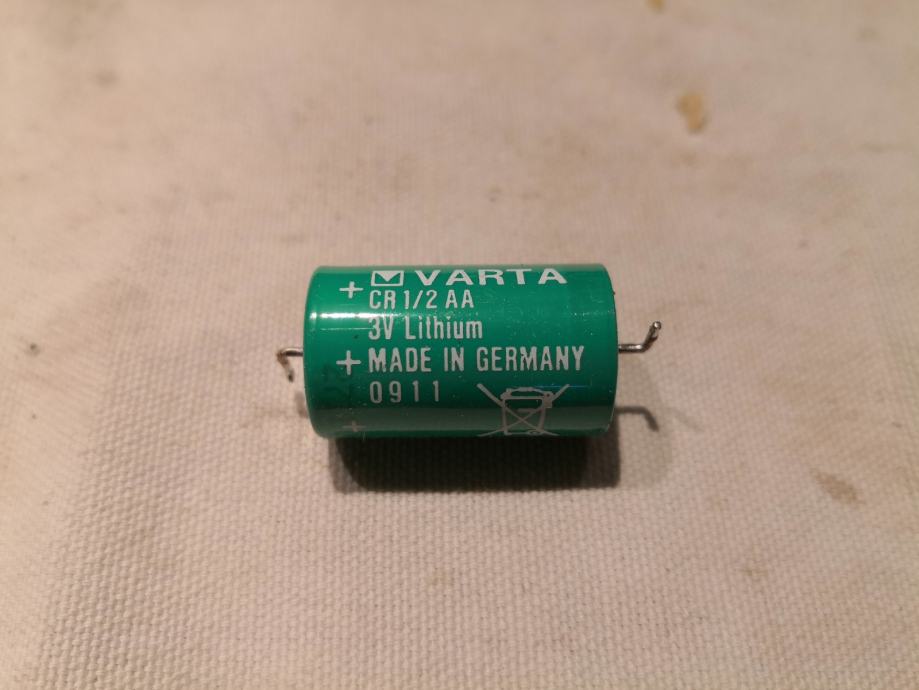 + VARTA
CR 1/2 AA
3V Lithium
+ MADE IN GERMANY
0911
+